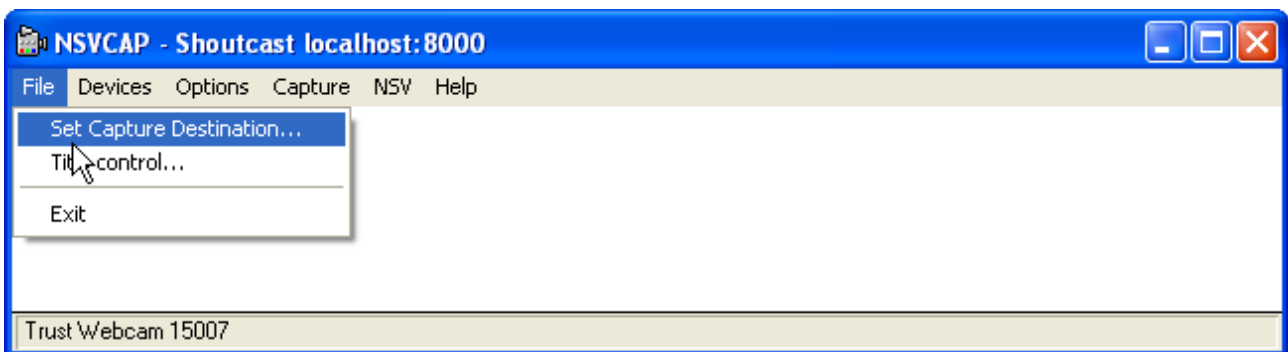 NSVCAP - Shoutcast localhost:8000
File Devices Options Capture NSV Help
Set Capture Destination...
control...
Exit
Trust Webcam 15007